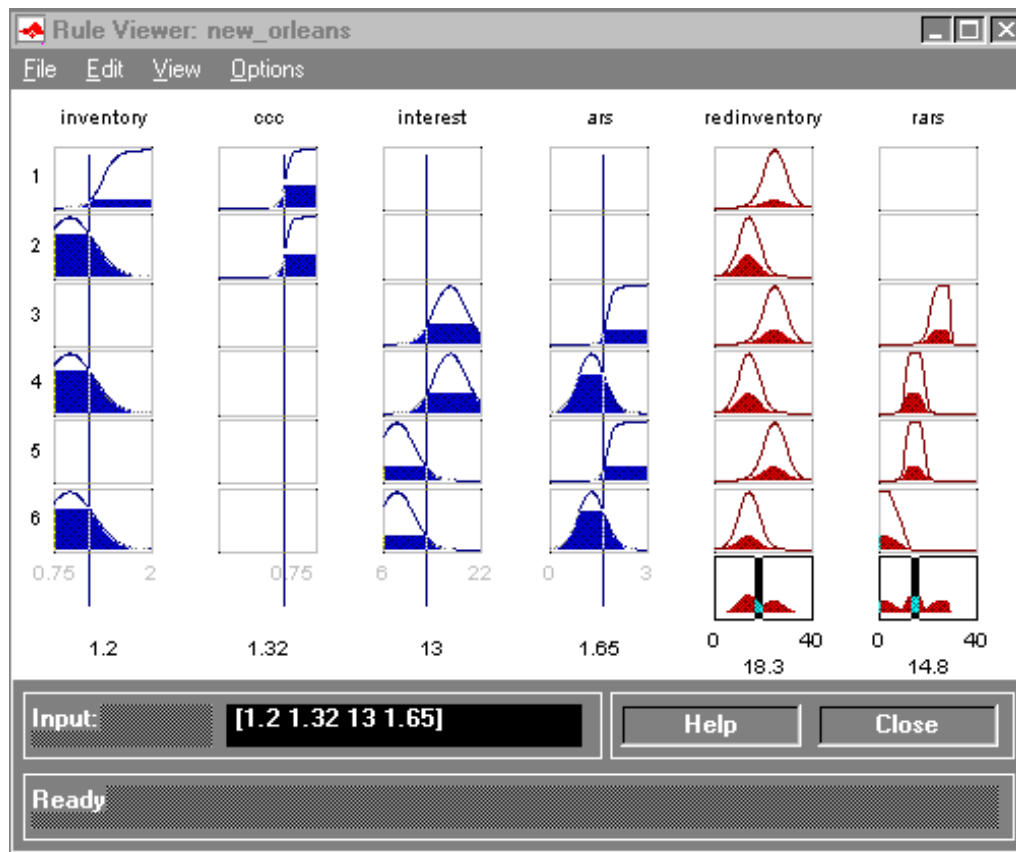 Rule Viewer: new_orleans
File Edit View Options
inventory ccc interest ars redinventory rars
1
2
3
4
5
6
0.75 2 0.75 6 22 0 3
0 40 0 40
1.2 1.32 13 1.65
18.3 14.8
Input: [1.2 1.32 13 1.65] Help Close
Ready